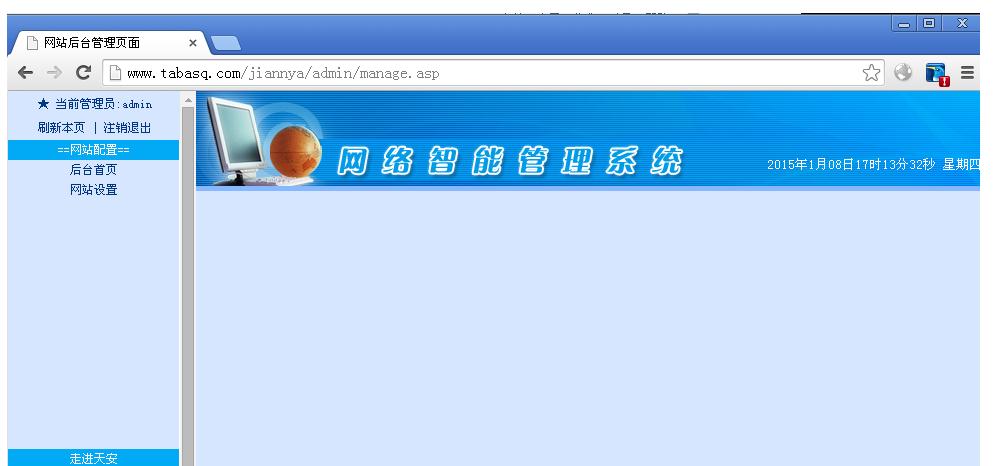 网站后台管理页面
www.tabasq.com/jiannya/admin/manage.asp
★ 当前管理员:admin
刷新本页 | 注销退出
==网站配置==
后台首页
网站设置
网络智能管理系统
2015年1月08日17时13分32秒 星期四
走进天安